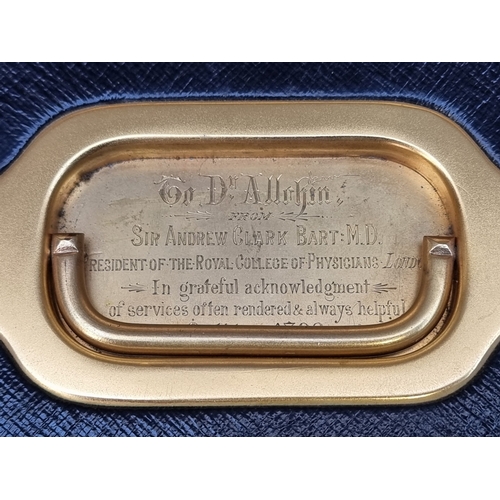 To Dr Allchin,
FROM
SIR ANDREW CLARK BART. M.D.
PRESIDENT OF THE ROYAL COLLEGE OF PHYSICIANS
In grateful acknowledgment
of services often rendered & always helpful